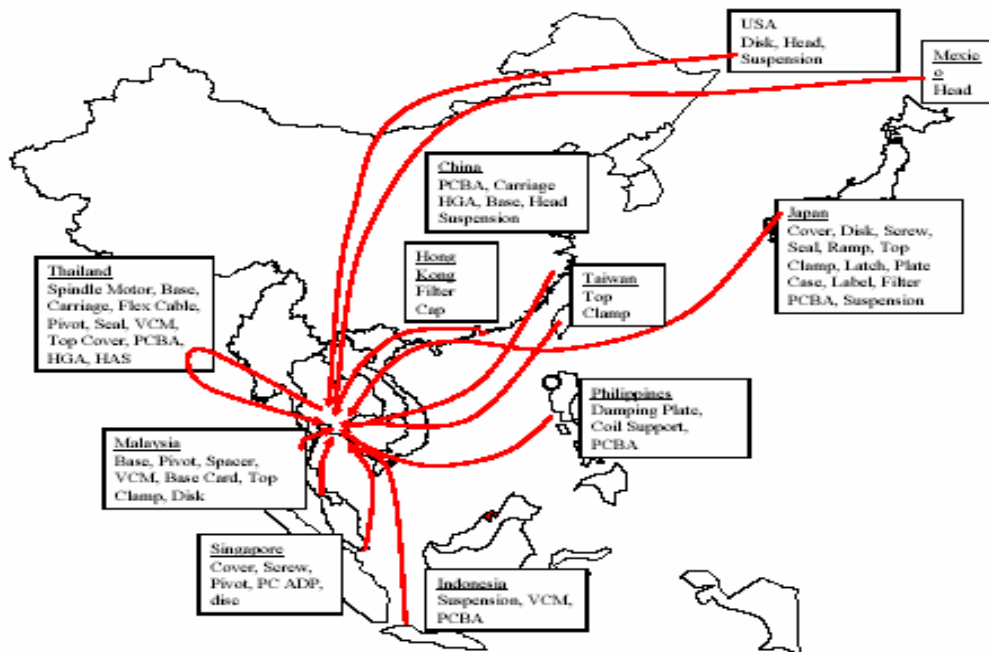 USA
Disk, Head,
Suspension
Mexic
o
Head
China
PCBA, Carriage
HGA, Base, Head
Suspension
Japan
Cover, Disk, Screw,
Seal, Ramp, Top
Clamp, Latch, Plate
Case, Label, Filter
PCBA, Suspension
Hong
Kong
Filter
Cap
Taiwan
Top
Clamp
Thailand
Spindle Motor, Base,
Carriage, Flex Cable,
Pivot, Seal, VCM,
Top Cover, PCBA,
HGA, HAS
Philippines
Damping Plate,
Coil Support,
PCBA
Malaysia
Base, Pivot, Spacer,
VCM, Base Card, Top
Clamp, Disk
Singapore
Cover, Screw,
Pivot, PC ADP,
disc
Indonesia
Suspension, VCM,
PCBA